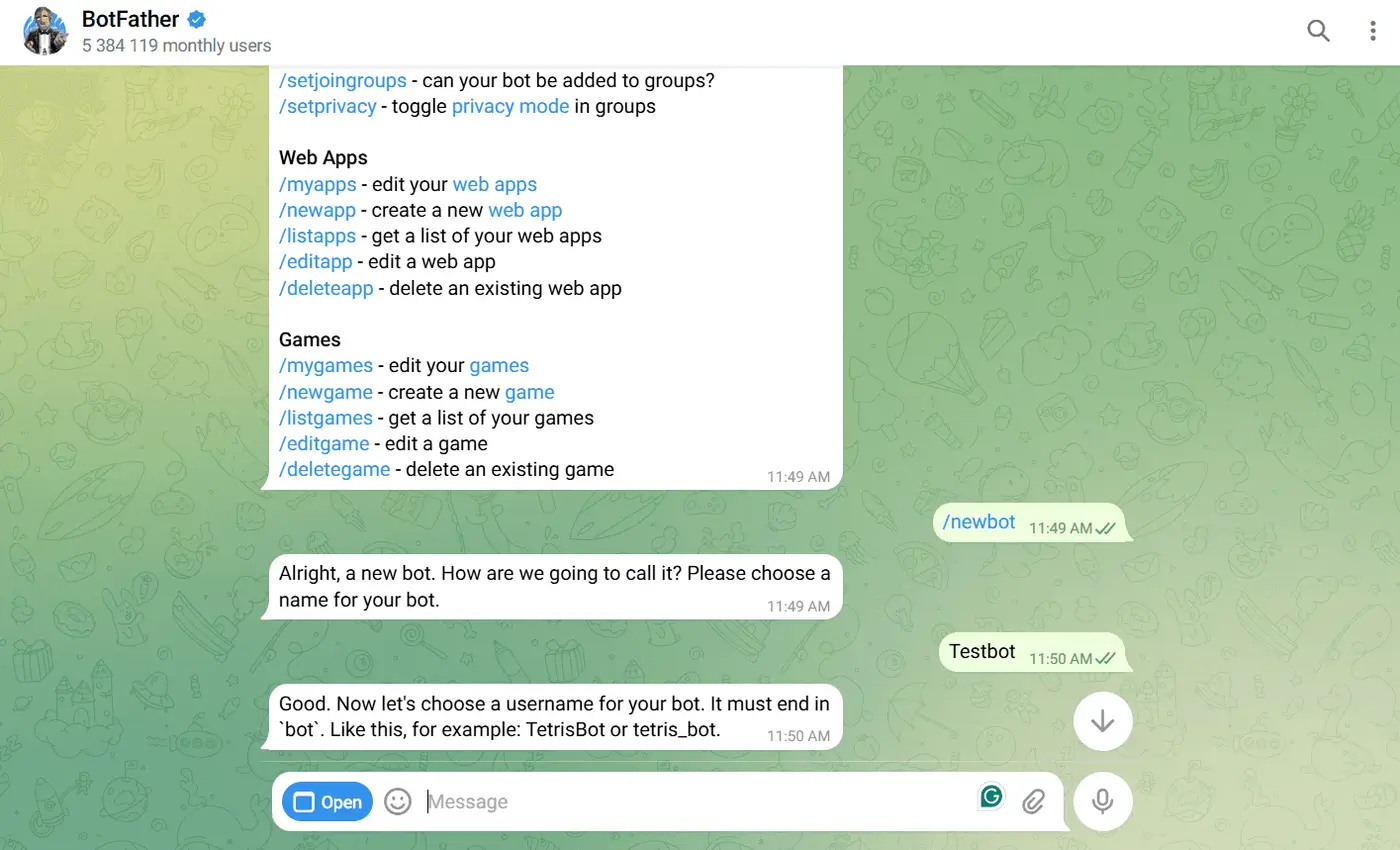 BotFather
5 384 119 monthly users
/setjoingroups - can your bot be added to groups?
/setprivacy - toggle privacy mode in groups
Web Apps
/myapps - edit your web apps
/newapp - create a new web app
/listapps - get a list of your web apps
/editapp - edit a web app
/deleteapp - delete an existing web app
Games
/mygames - edit your games
/newgame - create a new game
/listgames - get a list of your games
/editgame - edit a game
/deletegame - delete an existing game
11:49 AM
/newbot 11:49 AM
Alright, a new bot. How are we going to call it? Please choose a
name for your bot.
11:49 AM
Testbot 11:50 AM
Good. Now let's choose a username for your bot. It must end in
`bot`. Like this, for example: TetrisBot or tetris_bot.
11:50 AM
Open
Message